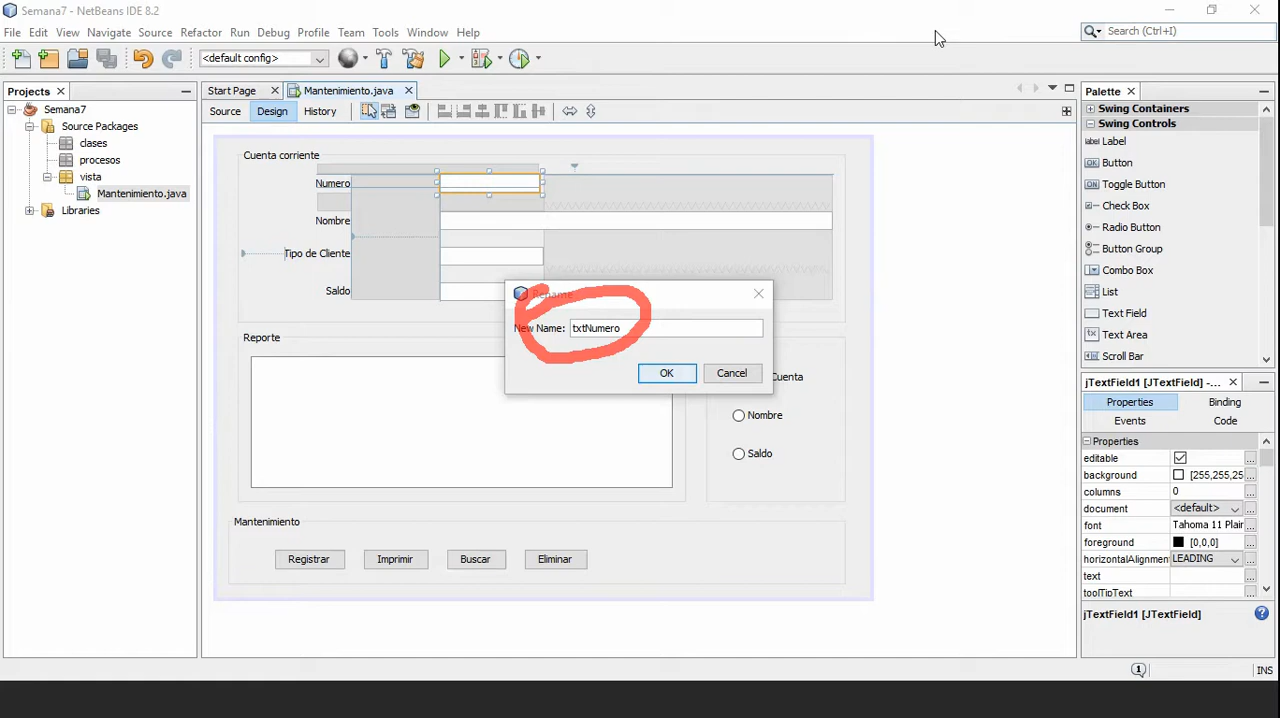 Semana7 - NetBeans IDE 8.2
File Edit View Navigate Source Refactor Run Debug Profile Team Tools Window Help
Search (Ctrl+I)
<default config>
Projects
Start Page
Mantenimiento.java
Palette
Semana7
Source Packages
clases
procesos
vista
Mantenimiento.java
Libraries
Source Design History
Cuenta corriente
Numero
Nombre
Tipo de Cliente
Saldo
Rename
New Name: txtNumero
OK Cancel
Reporte
Cuenta
Nombre
Saldo
Mantenimiento
Registrar Imprimir Buscar Eliminar
Swing Containers
Swing Controls
Label
Button
Toggle Button
Check Box
Radio Button
Button Group
Combo Box
List
Text Field
Text Area
Scroll Bar
jTextField1 [JTextField] -...
Properties Binding
Events Code
Properties
editable
background [255,255,25
columns 0
document <default>
font Tahoma 11 Plain
foreground [0,0,0]
horizontalAlignment LEADING
text
toolTipText
jTextField1 [JTextField]
1 INS